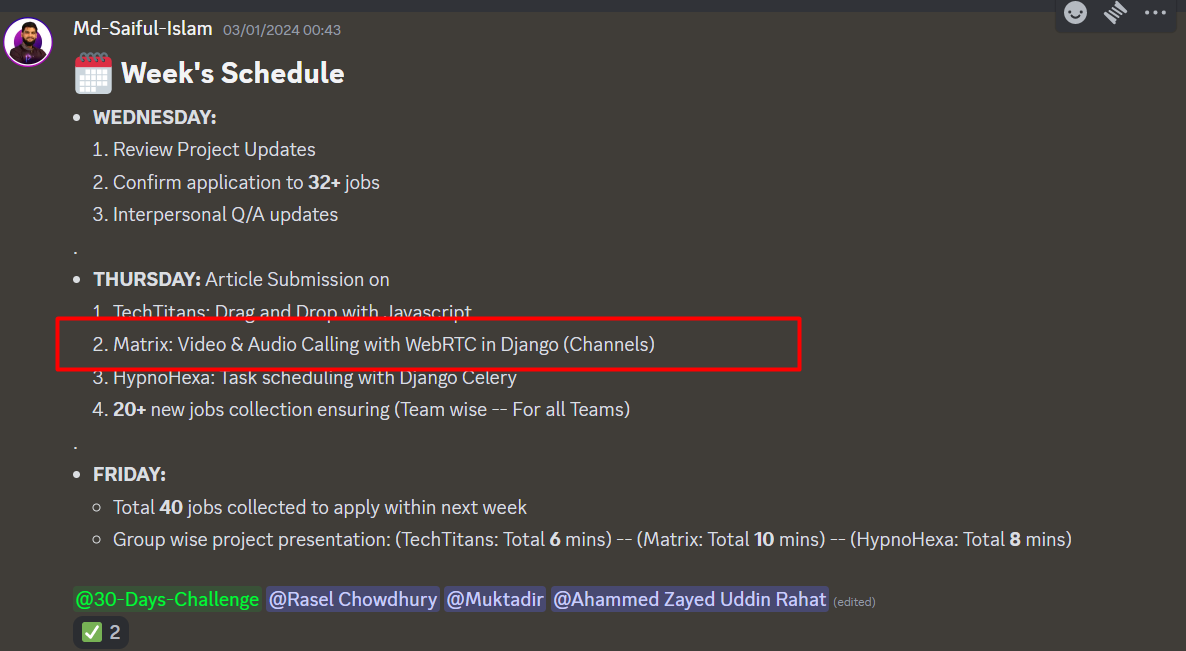 Md-Saiful-Islam 03/01/2024 00:43
Week's Schedule
• WEDNESDAY:
1. Review Project Updates
2. Confirm application to 32+ jobs
3. Interpersonal Q/A updates
.
• THURSDAY: Article Submission on
1. TechTitans: Drag and Drop with Javascript
2. Matrix: Video & Audio Calling with WebRTC in Django (Channels)
3. HypnoHexa: Task scheduling with Django Celery
4. 20+ new jobs collection ensuring (Team wise -- For all Teams)
.
• FRIDAY:
◦ Total 40 jobs collected to apply within next week
◦ Group wise project presentation: (TechTitans: Total 6 mins) -- (Matrix: Total 10 mins) -- (HypnoHexa: Total 8 mins)
@30-Days-Challenge @Rasel Chowdhury @Muktadir @Ahammed Zayed Uddin Rahat (edited)
✅ 2